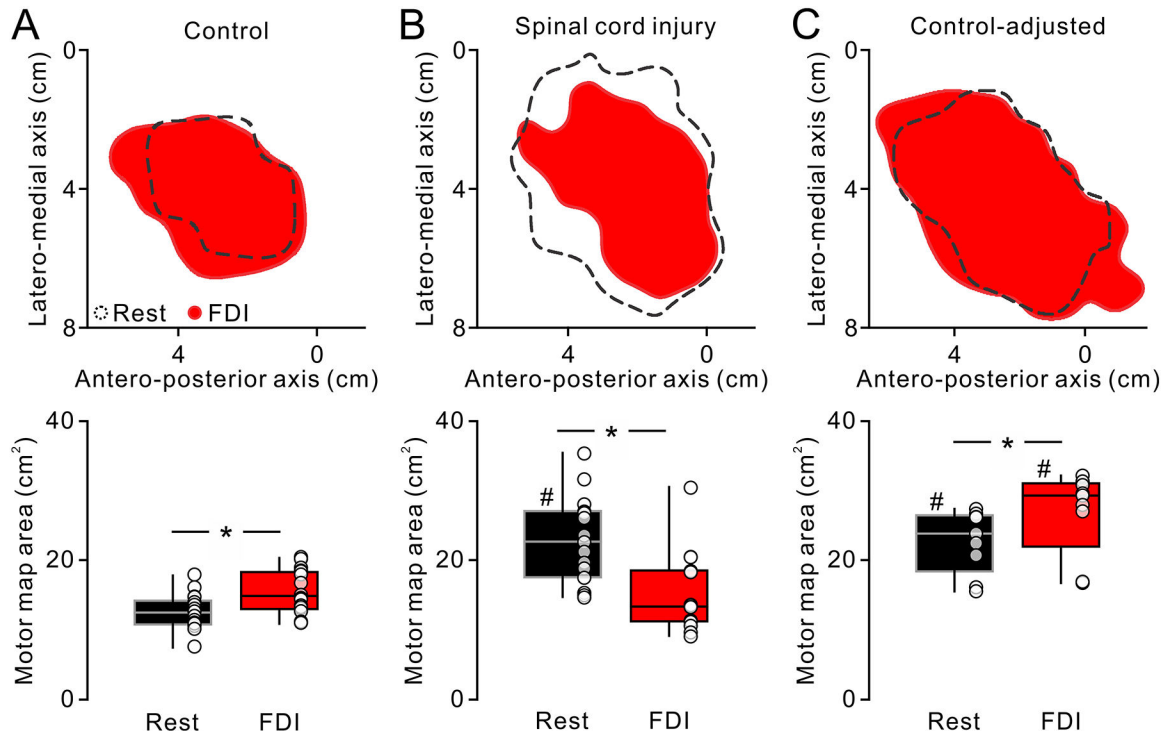 A
Control
Latero-medial axis (cm)
0
4
8
Rest
FDI
4
0
Antero-posterior axis (cm)
B
Spinal cord injury
Latero-medial axis (cm)
0
4
8
4
0
Antero-posterior axis (cm)
C
Control-adjusted
Latero-medial axis (cm)
0
4
8
4
0
Antero-posterior axis (cm)
Motor map area (cm²)
40
20
0
*
Rest
FDI
Motor map area (cm²)
40
20
0
*
#
Rest
FDI
Motor map area (cm²)
40
20
0
*
#
#
Rest
FDI